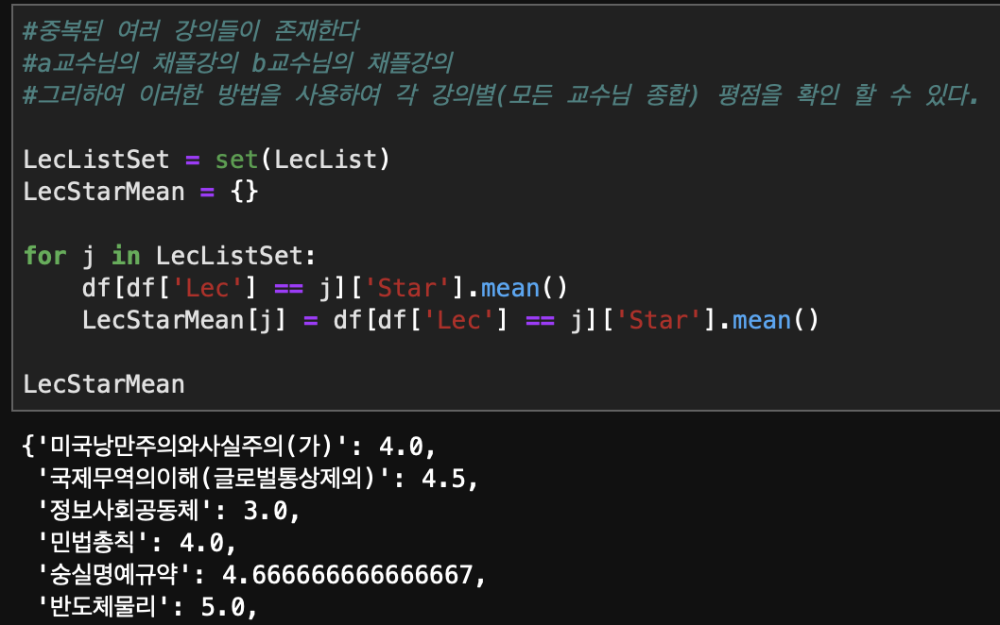 #중복된 여러 강의들이 존재한다
#a교수님의 채플강의 b교수님의 채플강의
#그리하여 이러한 방법을 사용하여 각 강의별(모든 교수님 종합) 평점을 확인 할 수 있다.
LecListSet = set(LecList)
LecStarMean = {}
for j in LecListSet:
    df[df['Lec'] == j]['Star'].mean()
    LecStarMean[j] = df[df['Lec'] == j]['Star'].mean()
LecStarMean
{'미국낭만주의와사실주의(가)': 4.0,
 '국제무역의이해(글로벌통상제외)': 4.5,
 '정보사회공동체': 3.0,
 '민법총칙': 4.0,
 '숭실명예규약': 4.666666666666667,
 '반도체물리': 5.0,